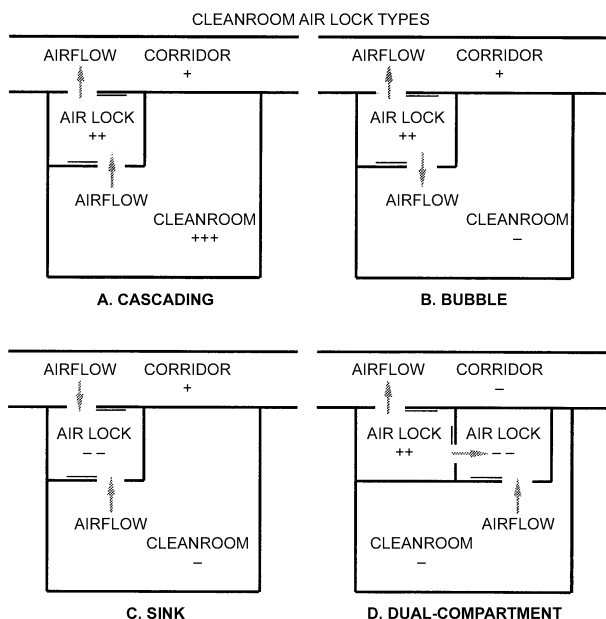 CLEANROOM AIR LOCK TYPES
AIRFLOW CORRIDOR
+
AIR LOCK
++
AIRFLOW
CLEANROOM
+++
A. CASCADING
AIRFLOW CORRIDOR
+
AIR LOCK
++
AIRFLOW
CLEANROOM
–
B. BUBBLE
AIRFLOW CORRIDOR
+
AIR LOCK
– –
AIRFLOW
CLEANROOM
–
C. SINK
AIRFLOW CORRIDOR
–
AIR LOCK AIR LOCK
++ – –
AIRFLOW
CLEANROOM
–
D. DUAL-COMPARTMENT